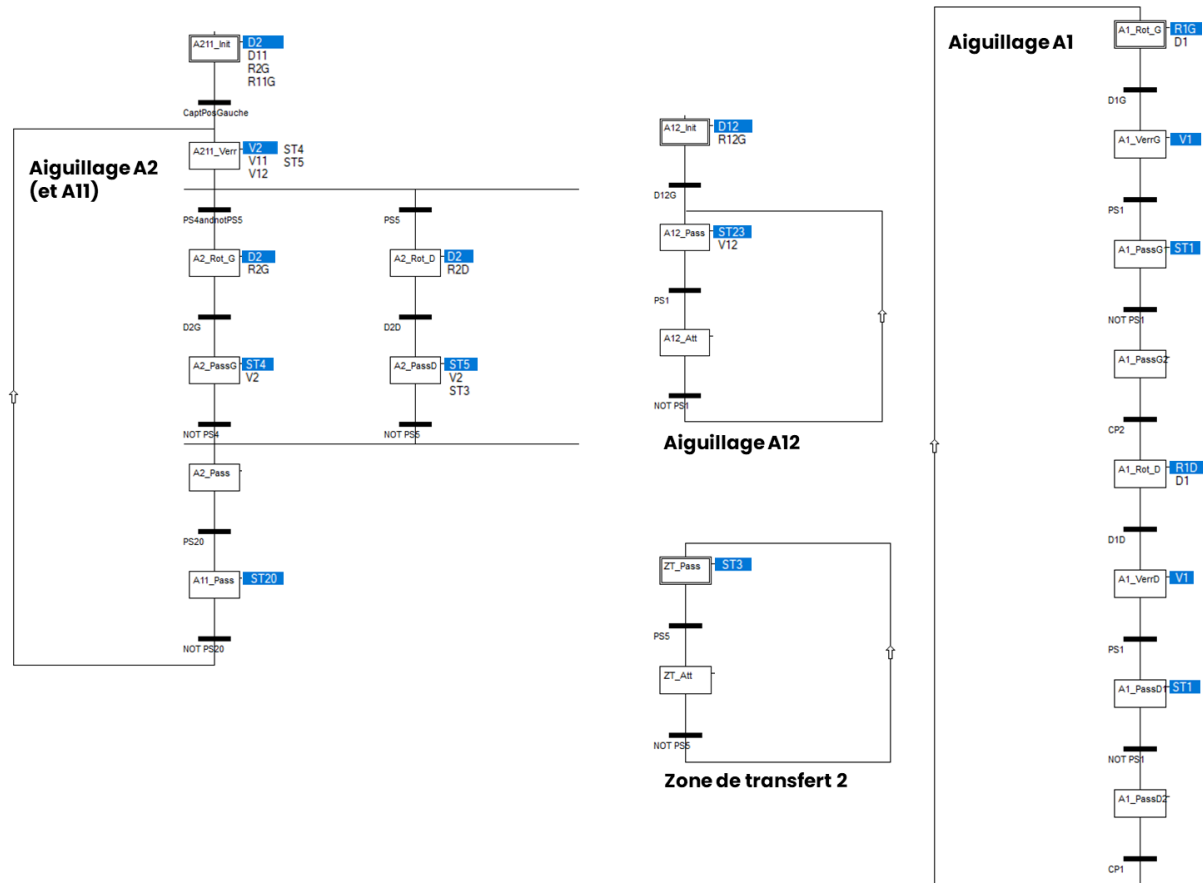 A211_Init
D2
D11
R2G
R11G
CaptPosGauche
Aiguillage A2
(et A11)
A211_Verr
V2
ST4
V11
ST5
V12
PS4andnotPS5
PS5
A2_Rot_G
D2
R2G
A2_Rot_D
D2
R2D
D2G
D2D
A2_PassG
ST4
V2
A2_PassD
ST5
V2
ST3
NOT PS4
NOT PS5
A2_Pass
PS20
A11_Pass
ST20
NOT PS20
A12_Init
D12
R12G
D12G
A12_Pass
ST23
V12
PS1
A12_Att
NOT PS1
Aiguillage A12
ZT_Pass
ST3
PS5
ZT_Att
NOT PS5
Zone de transfert 2
Aiguillage A1
A1_Rot_G
R1G
D1
D1G
A1_VerrG
V1
PS1
A1_PassG
ST1
NOT PS1
A1_PassG2
CP2
A1_Rot_D
R1D
D1
D1D
A1_VerrD
V1
PS1
A1_PassD1
ST1
NOT PS1
A1_PassD2
CP1